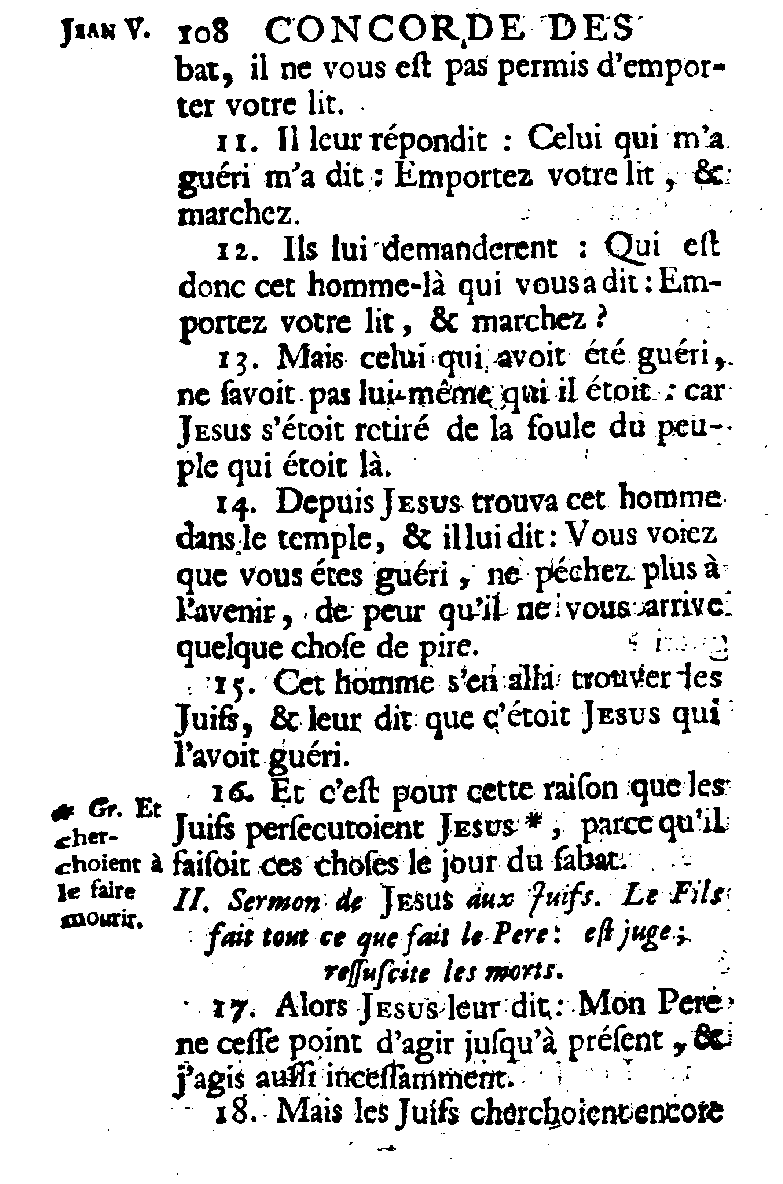 JEAN V. 108 CONCORDE DES
bat, il ne vous eſt pas permis d'empor-
ter votre lit.
11. Il leur répondit : Celui qui m'a
guéri m'a dit : Emportez votre lit, &
marchez.
12. Ils lui demanderent : Qui eſt
donc cet homme-là qui vous a dit : Em-
portez votre lit, & marchez ?
13. Mais celui qui avoit été guéri,
ne ſavoit pas lui-même qui il étoit : car
JESUS s'étoit retiré de la foule du peu-
ple qui étoit là.
14. Depuis JESUS trouva cet homme
dans le temple, & il lui dit : Vous voiez
que vous étes guéri, ne péchez plus à
l'avenir, de peur qu'il ne vous arrive
quelque choſe de pire.
15. Cet homme s'en alla trouver les
Juifs, & leur dit que ç'étoit JESUS qui
l'avoit guéri.
16. Et c'eſt pour cette raiſon que les
Juifs perſecutoient JESUS *, parce qu'il
faiſoit ces choſes le jour du ſabat.
* Gr. Et
cher-
choient à
le faire
mourir.
II. Sermon de JESUS aux Juifs. Le Fils
fait tout ce que fait le Pere : eſt juge ;
reſſuſcite les morts.
17. Alors JESUS leur dit : Mon Pere
ne ceſſe point d'agir juſqu'à préſent, &
j'agis auſſi inceſſamment.
18. Mais les Juifs cherchoient encore